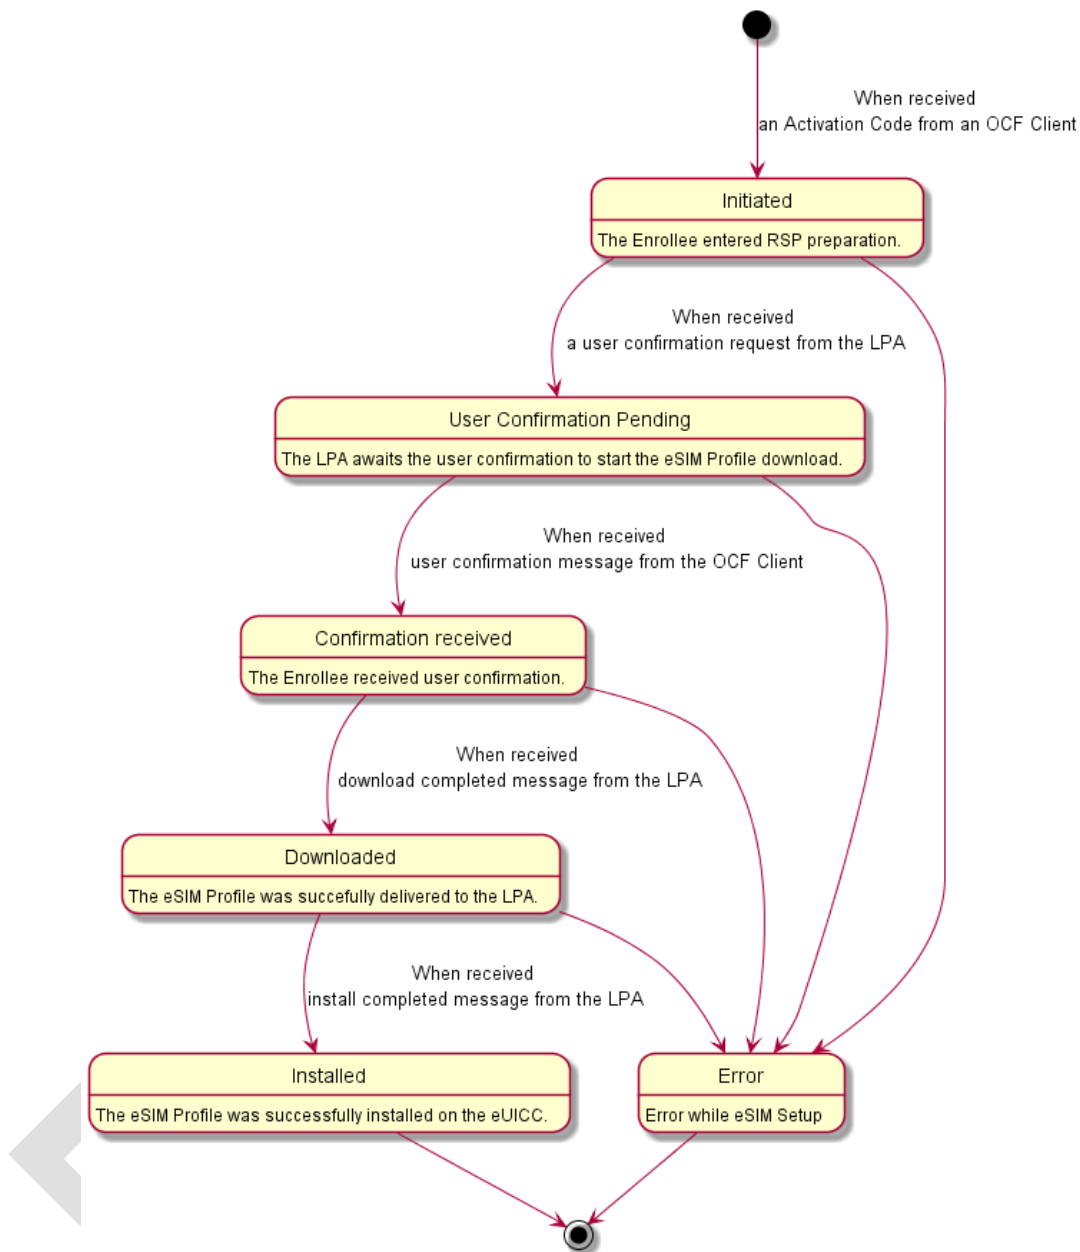 When received
an Activation Code from an OCF Client
Initiated
The Enrollee entered RSP preparation.
When received
a user confirmation request from the LPA
User Confirmation Pending
The LPA awaits the user confirmation to start the eSIM Profile download.
When received
user confirmation message from the OCF Client
Confirmation received
The Enrollee received user confirmation.
When received
download completed message from the LPA
Downloaded
The eSIM Profile was succefully delivered to the LPA.
When received
install completed message from the LPA
Installed
The eSIM Profile was successfully installed on the eUICC.
Error
Error while eSIM Setup